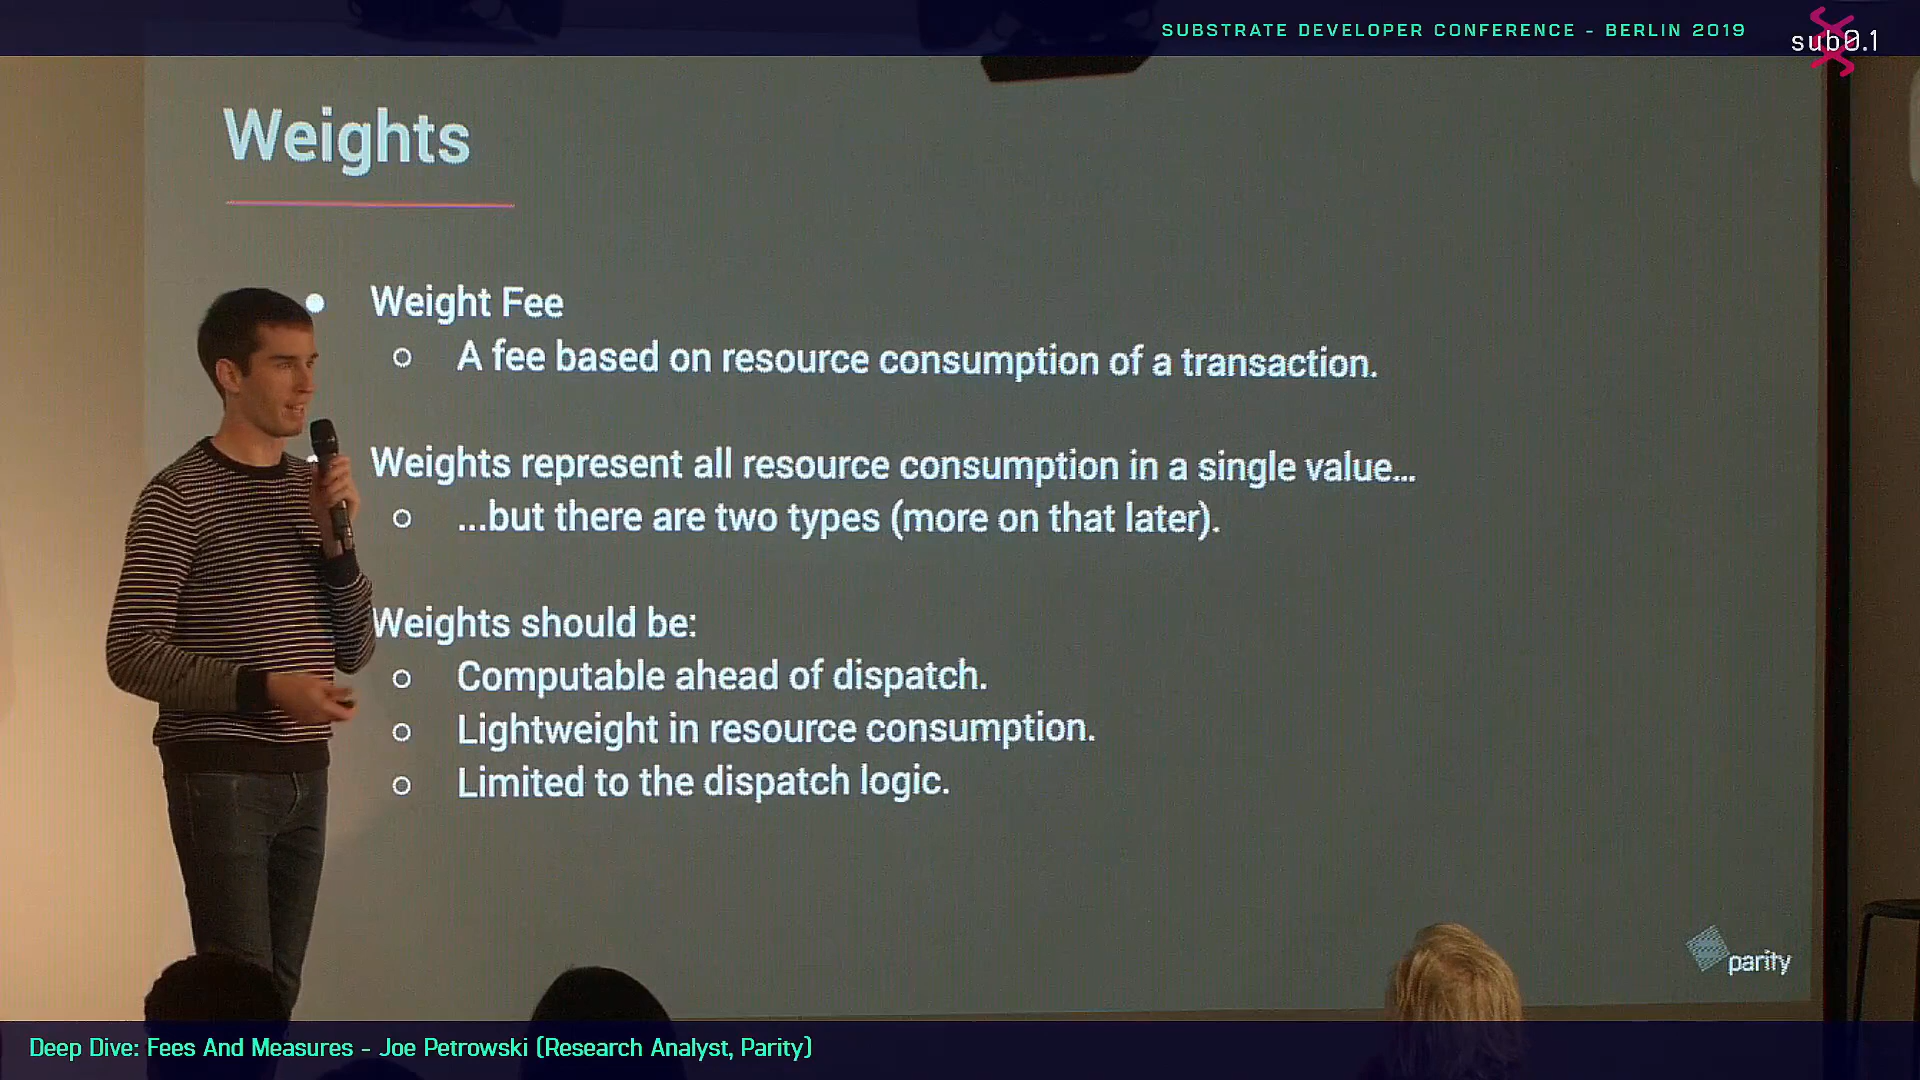 SUBSTRATE DEVELOPER CONFERENCE - BERLIN 2019
sub0.1
Weights
● Weight Fee
○ A fee based on resource consumption of a transaction.
Weights represent all resource consumption in a single value...
○ ...but there are two types (more on that later).
Weights should be:
○ Computable ahead of dispatch.
○ Lightweight in resource consumption.
○ Limited to the dispatch logic.
parity
Deep Dive: Fees And Measures - Joe Petrowski (Research Analyst, Parity)